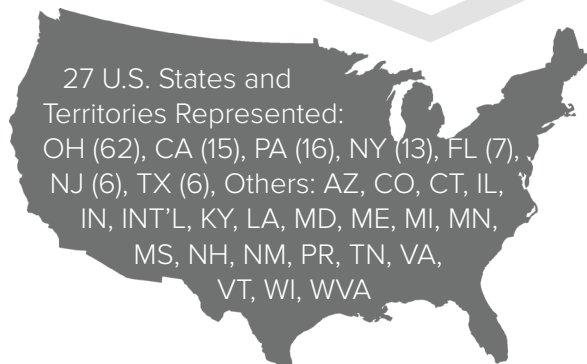 27 U.S. States and
Territories Represented:
OH (62), CA (15), PA (16), NY (13), FL (7),
NJ (6), TX (6), Others: AZ, CO, CT, IL,
IN, INT’L, KY, LA, MD, ME, MI, MN,
MS, NH, NM, PR, TN, VA,
VT, WI, WVA